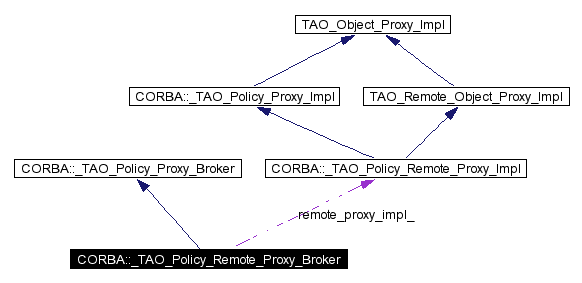 TAO_Object_Proxy_Impl
CORBA::_TAO_Policy_Proxy_Impl
TAO_Remote_Object_Proxy_Impl
CORBA::_TAO_Policy_Proxy_Broker
CORBA::_TAO_Policy_Remote_Proxy_Impl
remote_proxy_impl_
CORBA::_TAO_Policy_Remote_Proxy_Broker